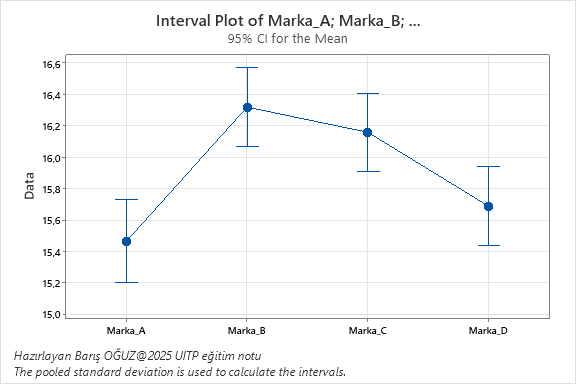 Interval Plot of Marka_A; Marka_B; ...
95% CI for the Mean
16,6
16,4
16,2
16,0
15,8
15,6
15,4
15,2
15,0
Data
Marka_A Marka_B Marka_C Marka_D
Hazırlayan Barış OĞUZ@2025 UITP eğitim notu
The pooled standard deviation is used to calculate the intervals.